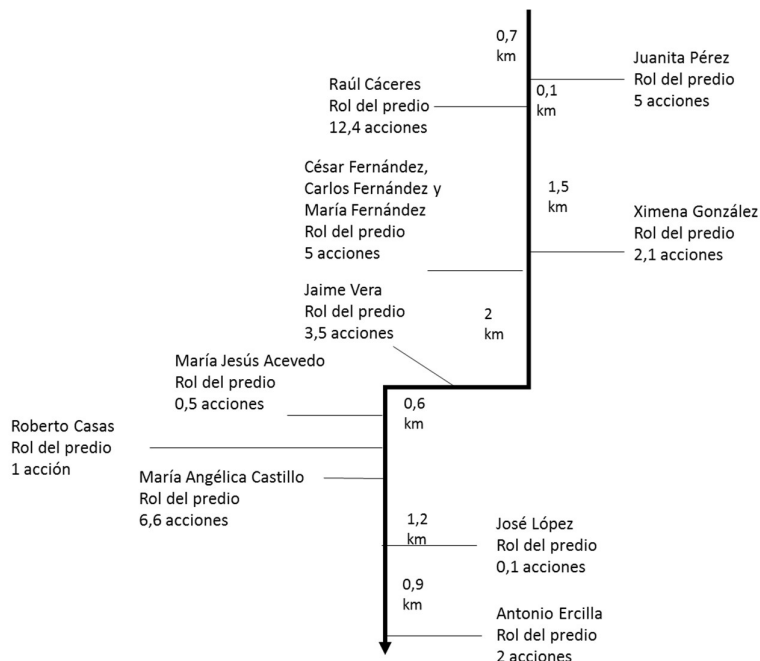 0,7
km
Juanita Pérez
Rol del predio
5 acciones
Raúl Cáceres
Rol del predio
12,4 acciones
0,1
km
César Fernández,
Carlos Fernández y
María Fernández
Rol del predio
5 acciones
1,5
km
Ximena González
Rol del predio
2,1 acciones
Jaime Vera
Rol del predio
3,5 acciones
2
km
María Jesús Acevedo
Rol del predio
0,5 acciones
0,6
km
Roberto Casas
Rol del predio
1 acción
María Angélica Castillo
Rol del predio
6,6 acciones
1,2
km
José López
Rol del predio
0,1 acciones
0,9
km
Antonio Ercilla
Rol del predio
2 acciones